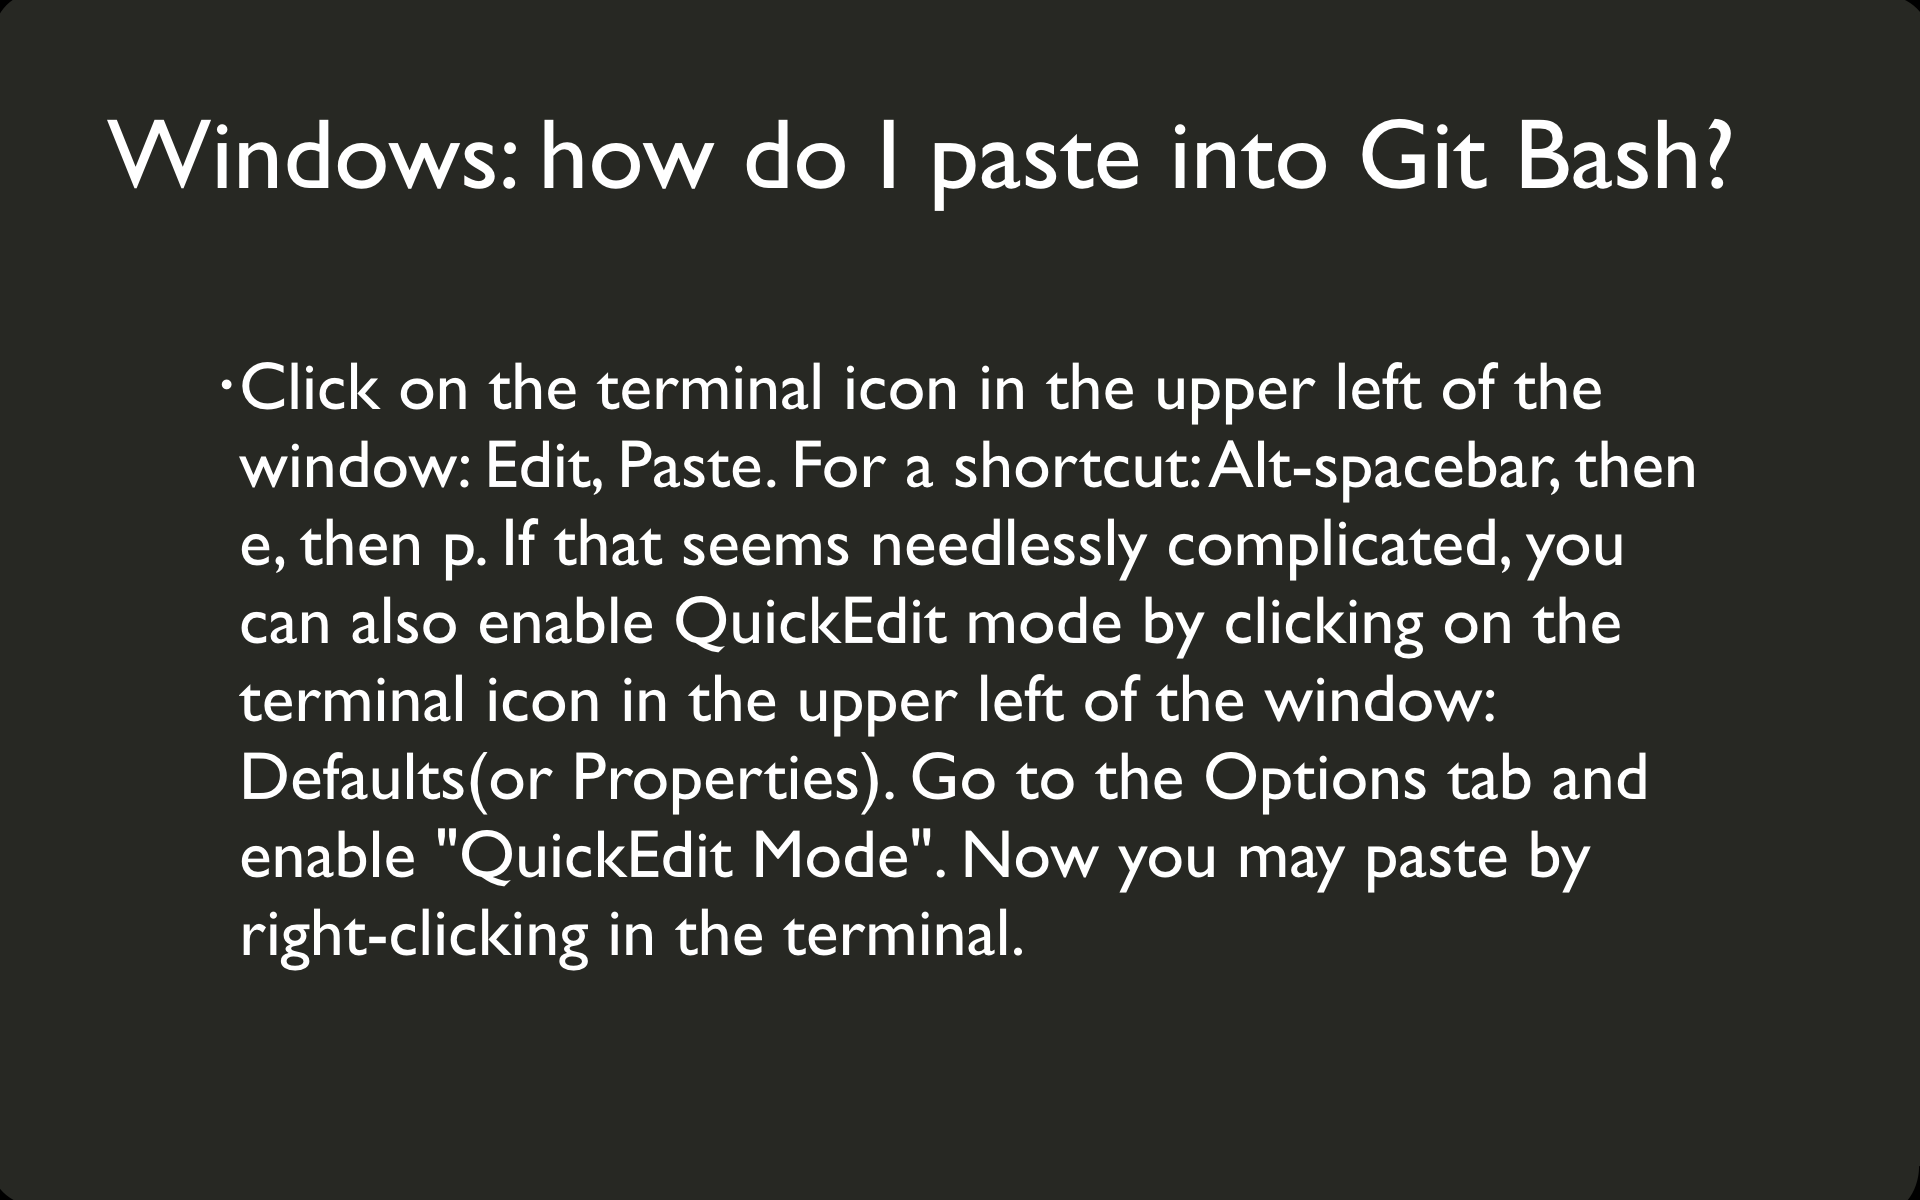 Windows: how do I paste into Git Bash?
•Click on the terminal icon in the upper left of the
window: Edit, Paste. For a shortcut: Alt-spacebar, then
e, then p. If that seems needlessly complicated, you
can also enable QuickEdit mode by clicking on the
terminal icon in the upper left of the window:
Defaults(or Properties). Go to the Options tab and
enable "QuickEdit Mode". Now you may paste by
right-clicking in the terminal.